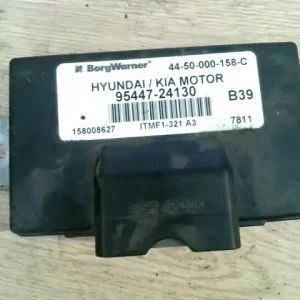 BorgWarner 44-50-000-158-C
HYUNDAI / KIA MOTOR
95447-24130 B39
158008627 ITMF1-321 A3 7811